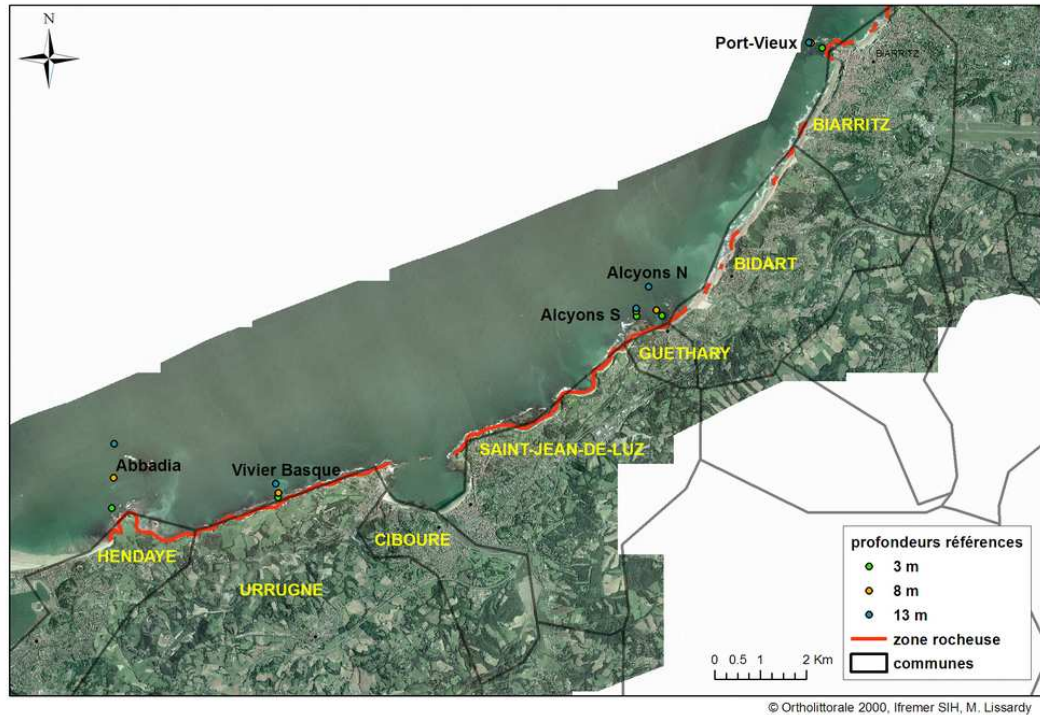 N
Port-Vieux
BIARRITZ
BIARRITZ
BIDART
Alcyons N
Alcyons S
GUETHARY
SAINT-JEAN-DE-LUZ
Abbadia
Vivier Basque
HENDAYE
CIBOURE
URRUGNE
profondeurs références
3 m
8 m
13 m
zone rocheuse
communes
0 0.5 1 2 Km
© Ortholittorale 2000, Ifremer SIH, M. Lissardy